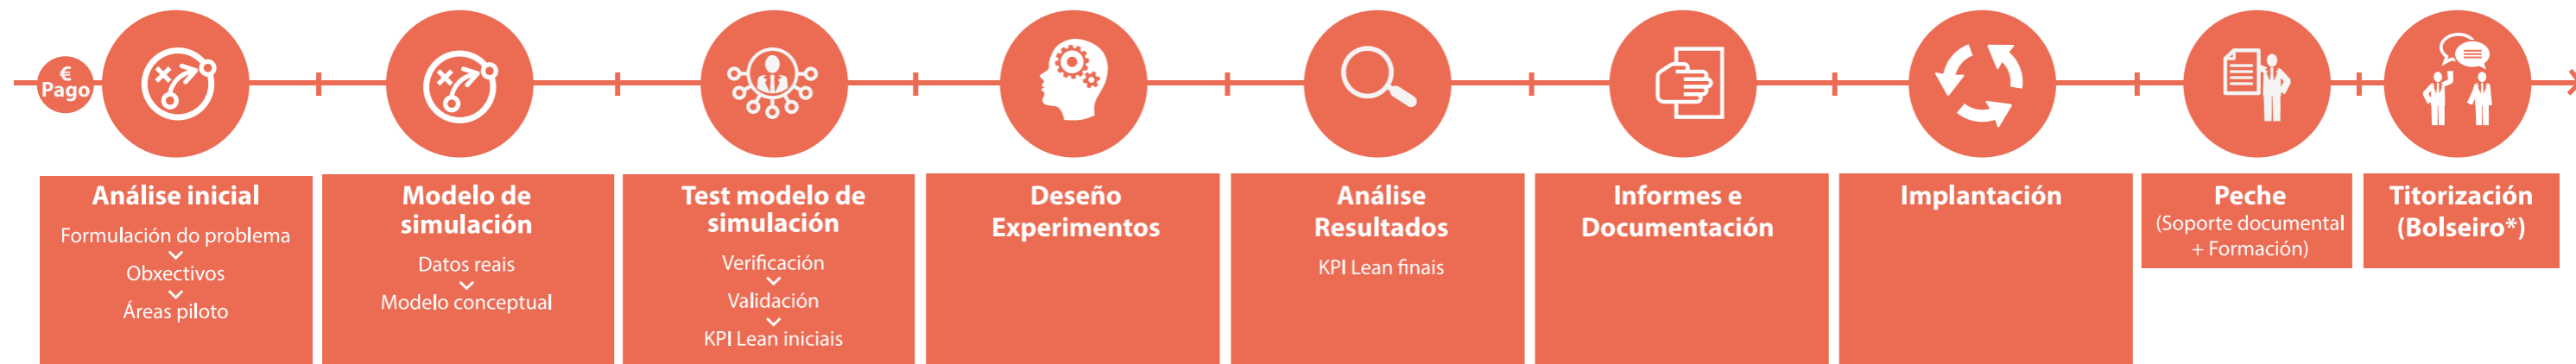 €
Pago
Análise inicial
Formulación do problema
Obxectivos
Áreas piloto
Modelo de
simulación
Datos reais
Modelo conceptual
Test modelo de
simulación
Verificación
Validación
KPI Lean iniciais
Deseño
Experimentos
Análise
Resultados
KPI Lean finais
Informes e
Documentación
Implantación
Peche
(Soporte documental
+ Formación)
Titorización
(Bolseiro*)